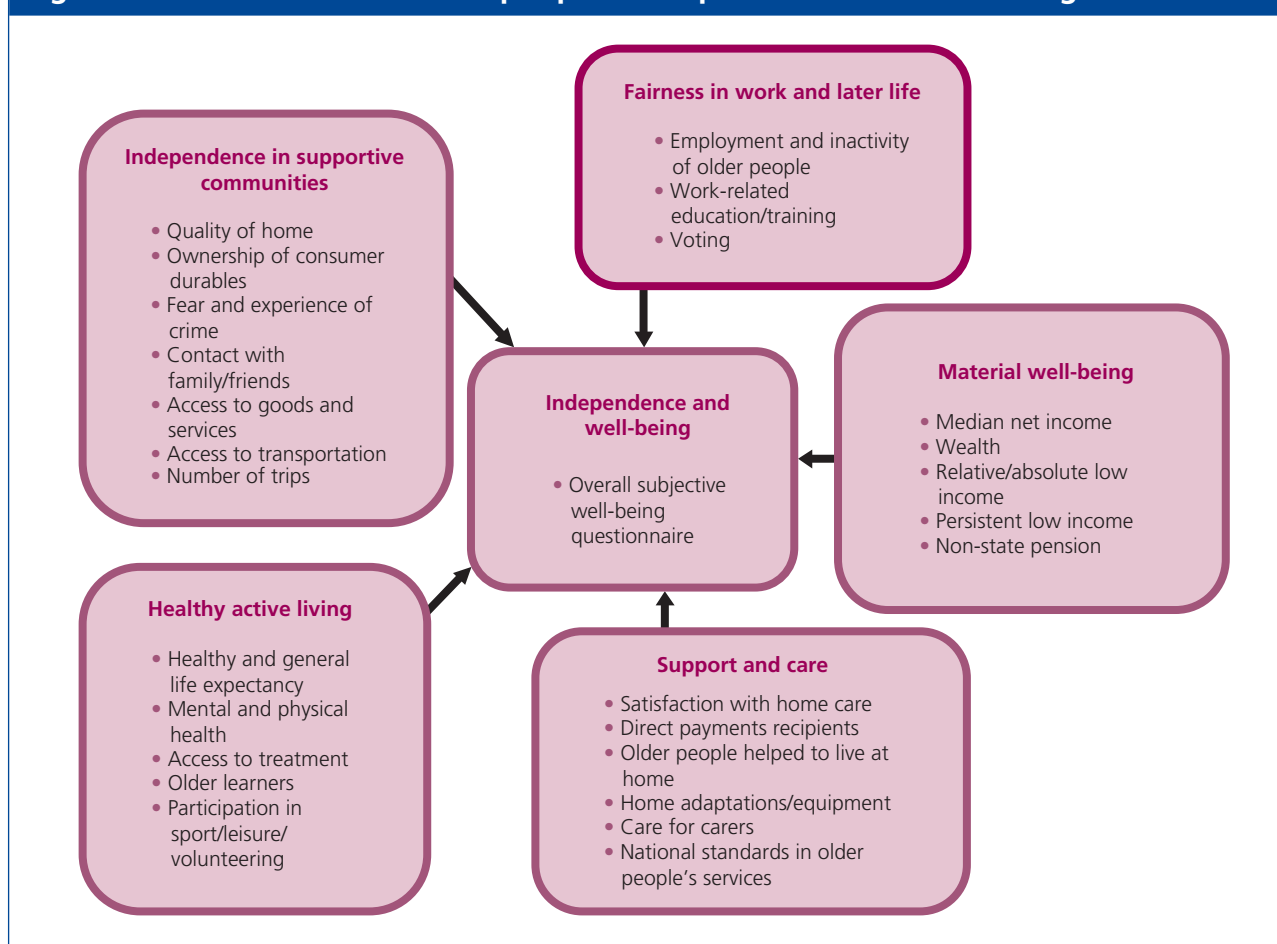 Fairness in work and later life
• Employment and inactivity
of older people
• Work-related
education/training
• Voting
Independence in supportive
communities
• Quality of home
• Ownership of consumer
durables
• Fear and experience of
crime
• Contact with
family/friends
• Access to goods and
services
• Access to transportation
• Number of trips
Independence and
well-being
• Overall subjective
well-being
questionnaire
Material well-being
• Median net income
• Wealth
• Relative/absolute low
income
• Persistent low income
• Non-state pension
Healthy active living
• Healthy and general
life expectancy
• Mental and physical
health
• Access to treatment
• Older learners
• Participation in
sport/leisure/
volunteering
Support and care
• Satisfaction with home care
• Direct payments recipients
• Older people helped to live at
home
• Home adaptations/equipment
• Care for carers
• National standards in older
people's services